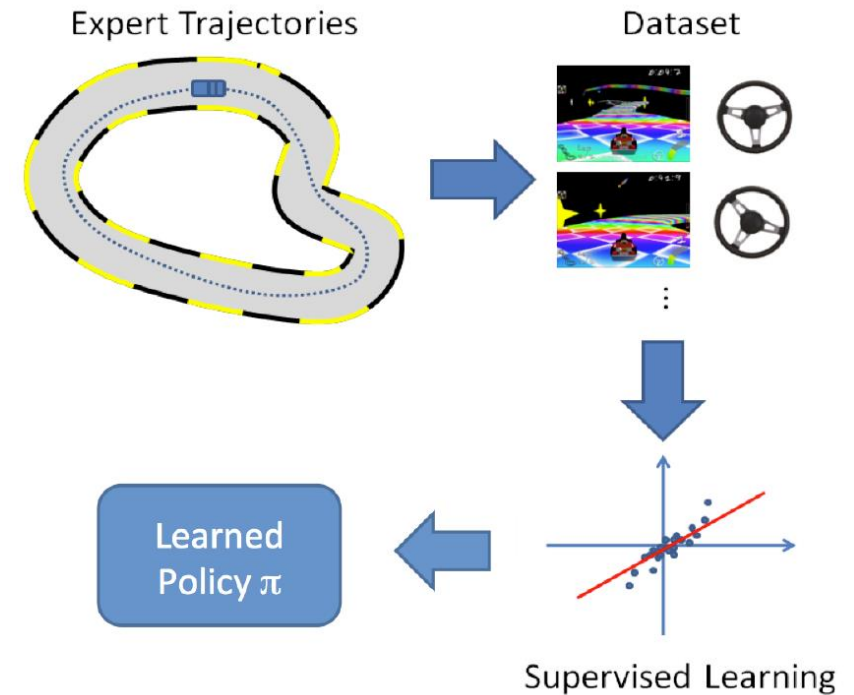 Expert Trajectories
Dataset
Learned
Policy π
Supervised Learning